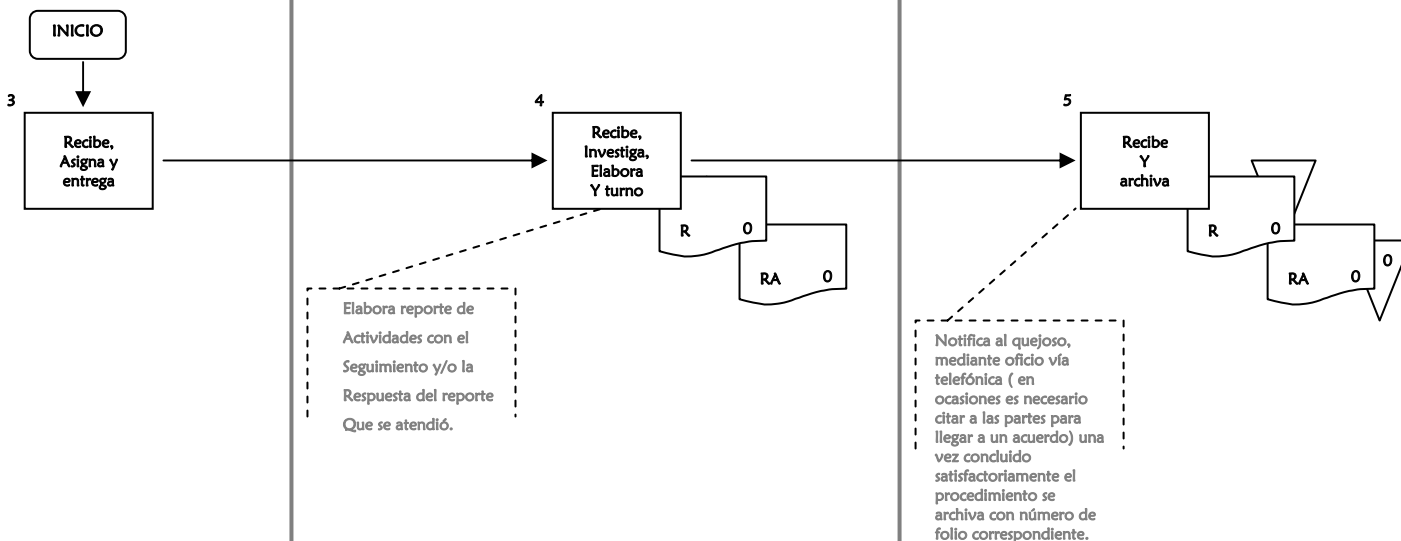 INICIO
3
Recibe,
Asigna y
entrega
4
Recibe,
Investiga,
Elabora
Y turno
R 0
RA 0
Elabora reporte de
Actividades con el
Seguimiento y/o la
Respuesta del reporte
Que se atendió.
5
Recibe
Y
archiva
R 0
RA 0
0
Notifica al quejoso,
mediante oficio vía
telefónica ( en
ocasiones es necesario
citar a las partes para
llegar a un acuerdo) una
vez concluido
satisfactoriamente el
procedimiento se
archiva con número de
folio correspondiente.